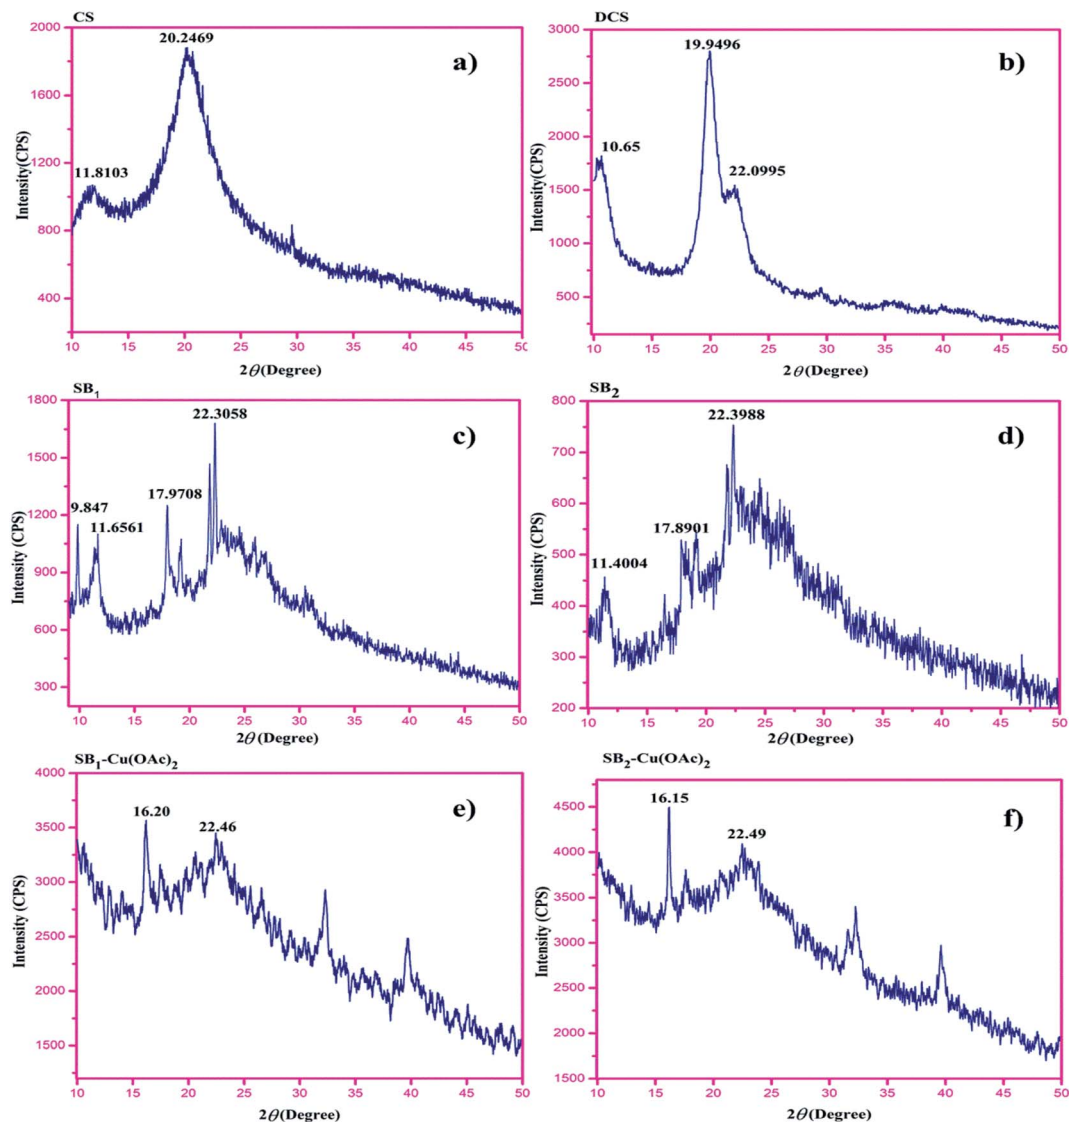 CS
a)
20.2469
11.8103
2000
1600
1200
800
400
Intensity(CPS)
10 15 20 25 30 35 40 45 50
2θ(Degree)
DCS
b)
19.9496
10.65
22.0995
3000
2500
2000
1500
1000
500
Intensity(CPS)
10 15 20 25 30 35 40 45 50
2θ(Degree)
SB₁
c)
22.3058
17.9708
9.847
11.6561
1800
1500
1200
900
600
300
Intensity (CPS)
10 15 20 25 30 35 40 45 50
2θ(Degree)
SB₂
d)
22.3988
17.8901
11.4004
800
700
600
500
400
300
200
Intensity (CPS)
10 15 20 25 30 35 40 45 50
2θ(Degree)
SB₁-Cu(OAc)₂
e)
16.20
22.46
4000
3500
3000
2500
2000
1500
Intensity (CPS)
10 15 20 25 30 35 40 45 50
2θ(Degree)
SB₂-Cu(OAc)₂
f)
16.15
22.49
4500
4000
3500
3000
2500
2000
1500
Intensity (CPS)
10 15 20 25 30 35 40 45 50
2θ(Degree)